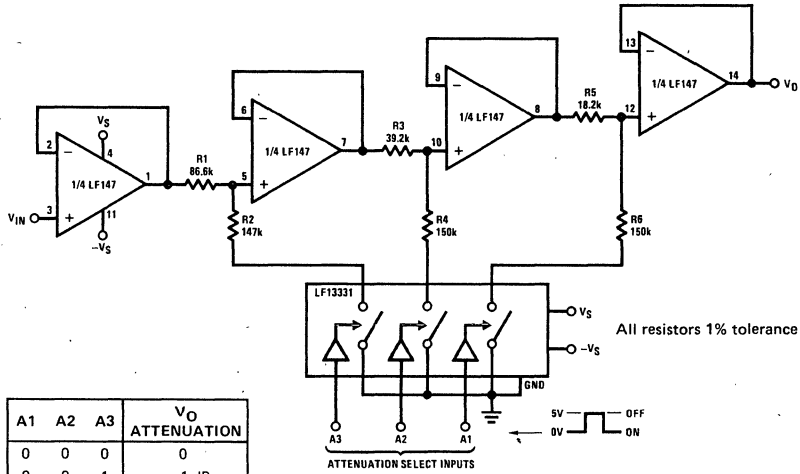 VS
2
−
4
1/4 LF147
1
VIN
3
+
11
−VS
R1
86.6k
6
−
1/4 LF147
7
5
+
R2
147k
R3
39.2k
9
−
1/4 LF147
8
10
+
R4
150k
R5
18.2k
13
−
1/4 LF147
14
VO
12
+
R6
150k
LF13331
VS
−VS
GND
All resistors 1% tolerance
A3
A2
A1
ATTENUATION SELECT INPUTS
5V OFF
0V ON
A1 A2 A3 VO ATTENUATION
0 0 0 0
0 0 1 −1 dB